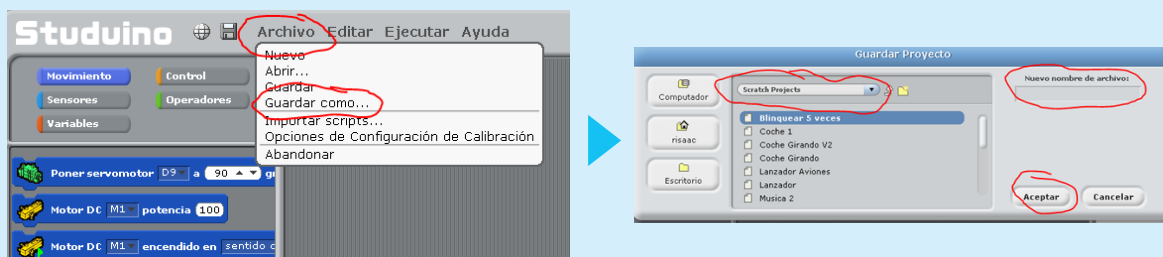 Studuino Archivo Editar Ejecutar Ayuda
Nuevo
Abrir...
Guardar
Guardar como...
Importar scripts...
Opciones de Configuración de Calibración
Abandonar
Movimiento Control
Sensores Operadores
Variables
Poner servomotor D9 a 90
Motor DC M1 potencia 100
Motor DC M1 encendido en sentido
Guardar Proyecto
Computador
risaac
Escritorio
Scratch Projects
Blinquear 5 veces
Coche 1
Coche Girando V2
Coche Girando
Lanzador Aviones
Lanzador
Musica 2
Nuevo nombre de archivo:
Aceptar Cancelar